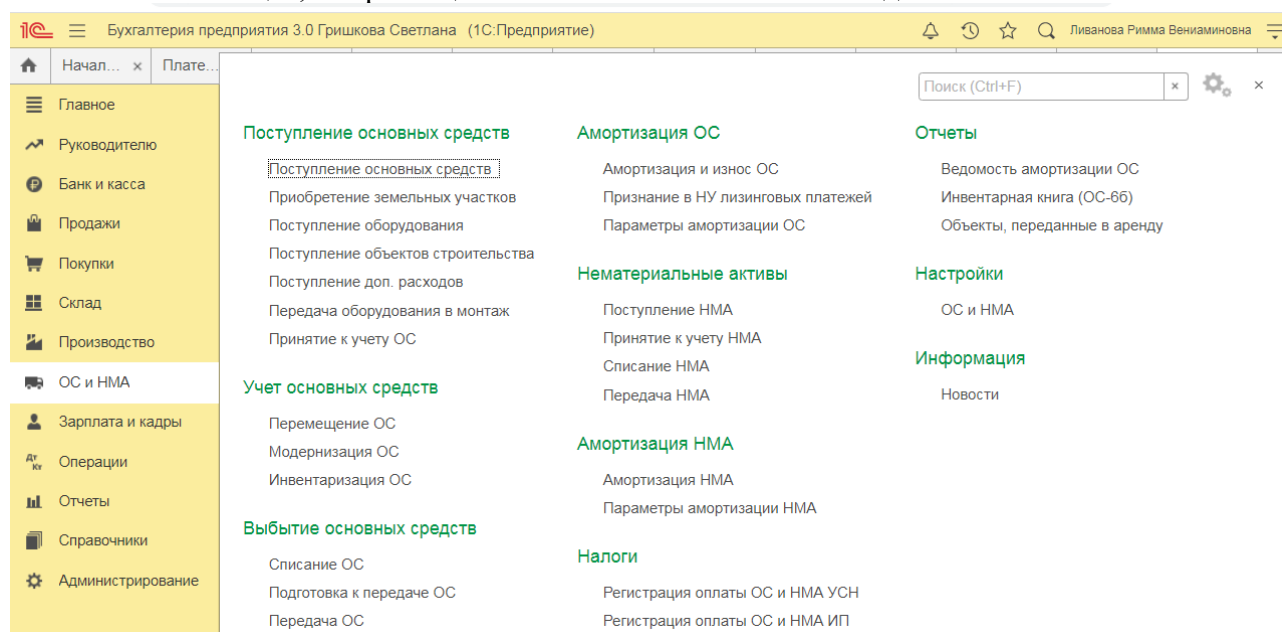 Бухгалтерия предприятия 3.0 Гришкова Светлана (1С:Предприятие)
Ливанова Римма Вениаминовна
Начал... × Плате...
Поиск (Ctrl+F)
Главное
Руководителю
Банк и касса
Продажи
Покупки
Склад
Производство
ОС и НМА
Зарплата и кадры
Операции
Отчеты
Справочники
Администрирование
Поступление основных средств
Поступление основных средств
Приобретение земельных участков
Поступление оборудования
Поступление объектов строительства
Поступление доп. расходов
Передача оборудования в монтаж
Принятие к учету ОС
Учет основных средств
Перемещение ОС
Модернизация ОС
Инвентаризация ОС
Выбытие основных средств
Списание ОС
Подготовка к передаче ОС
Передача ОС
Амортизация ОС
Амортизация и износ ОС
Признание в НУ лизинговых платежей
Параметры амортизации ОС
Нематериальные активы
Поступление НМА
Принятие к учету НМА
Списание НМА
Передача НМА
Амортизация НМА
Амортизация НМА
Параметры амортизации НМА
Налоги
Регистрация оплаты ОС и НМА УСН
Регистрация оплаты ОС и НМА ИП
Отчеты
Ведомость амортизации ОС
Инвентарная книга (ОС-6б)
Объекты, переданные в аренду
Настройки
ОС и НМА
Информация
Новости